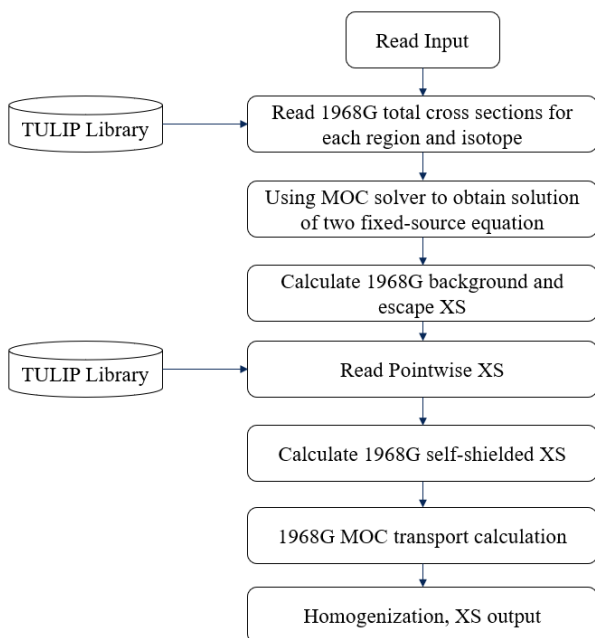 Read Input
TULIP Library
Read 1968G total cross sections for
each region and isotope
Using MOC solver to obtain solution
of two fixed-source equation
Calculate 1968G background and
escape XS
TULIP Library
Read Pointwise XS
Calculate 1968G self-shielded XS
1968G MOC transport calculation
Homogenization, XS output